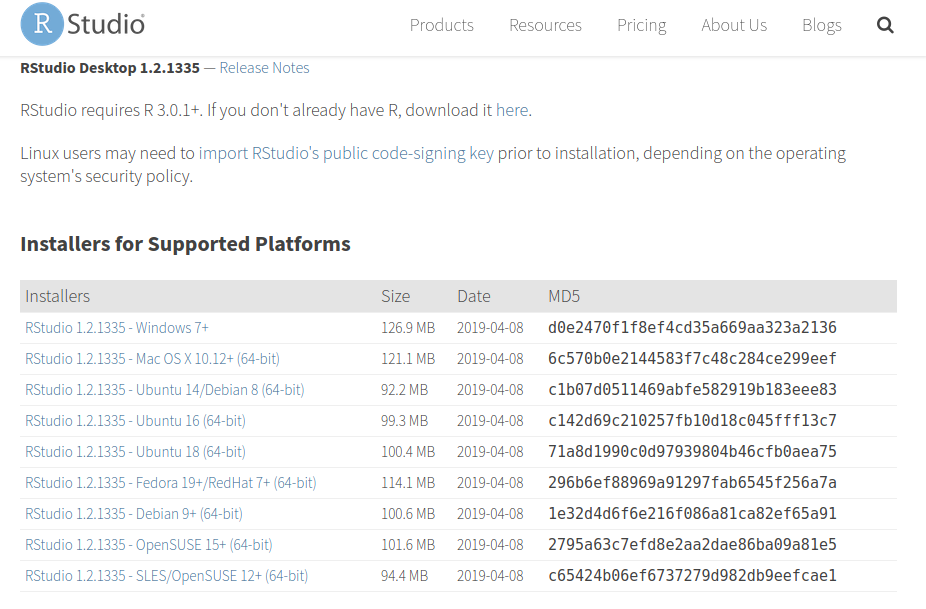 R Studio
Products Resources Pricing About Us Blogs
RStudio Desktop 1.2.1335 — Release Notes
RStudio requires R 3.0.1+. If you don't already have R, download it here.
Linux users may need to import RStudio's public code-signing key prior to installation, depending on the operating
system's security policy.
Installers for Supported Platforms
Installers Size Date MD5
RStudio 1.2.1335 - Windows 7+ 126.9 MB 2019-04-08 d0e2470f1f8ef4cd35a669aa323a2136
RStudio 1.2.1335 - Mac OS X 10.12+ (64-bit) 121.1 MB 2019-04-08 6c570b0e2144583f7c48c284ce299eef
RStudio 1.2.1335 - Ubuntu 14/Debian 8 (64-bit) 92.2 MB 2019-04-08 c1b07d0511469abfe582919b183eee83
RStudio 1.2.1335 - Ubuntu 16 (64-bit) 99.3 MB 2019-04-08 c142d69c210257fb10d18c045fff13c7
RStudio 1.2.1335 - Ubuntu 18 (64-bit) 100.4 MB 2019-04-08 71a8d1990c0d97939804b46cfb0aea75
RStudio 1.2.1335 - Fedora 19+/RedHat 7+ (64-bit) 114.1 MB 2019-04-08 296b6ef88969a91297fab6545f256a7a
RStudio 1.2.1335 - Debian 9+ (64-bit) 100.6 MB 2019-04-08 1e32d4d6f6e216f086a81ca82ef65a91
RStudio 1.2.1335 - OpenSUSE 15+ (64-bit) 101.6 MB 2019-04-08 2795a63c7efd8e2aa2dae86ba09a81e5
RStudio 1.2.1335 - SLES/OpenSUSE 12+ (64-bit) 94.4 MB 2019-04-08 c65424b06ef6737279d982db9eefcae1